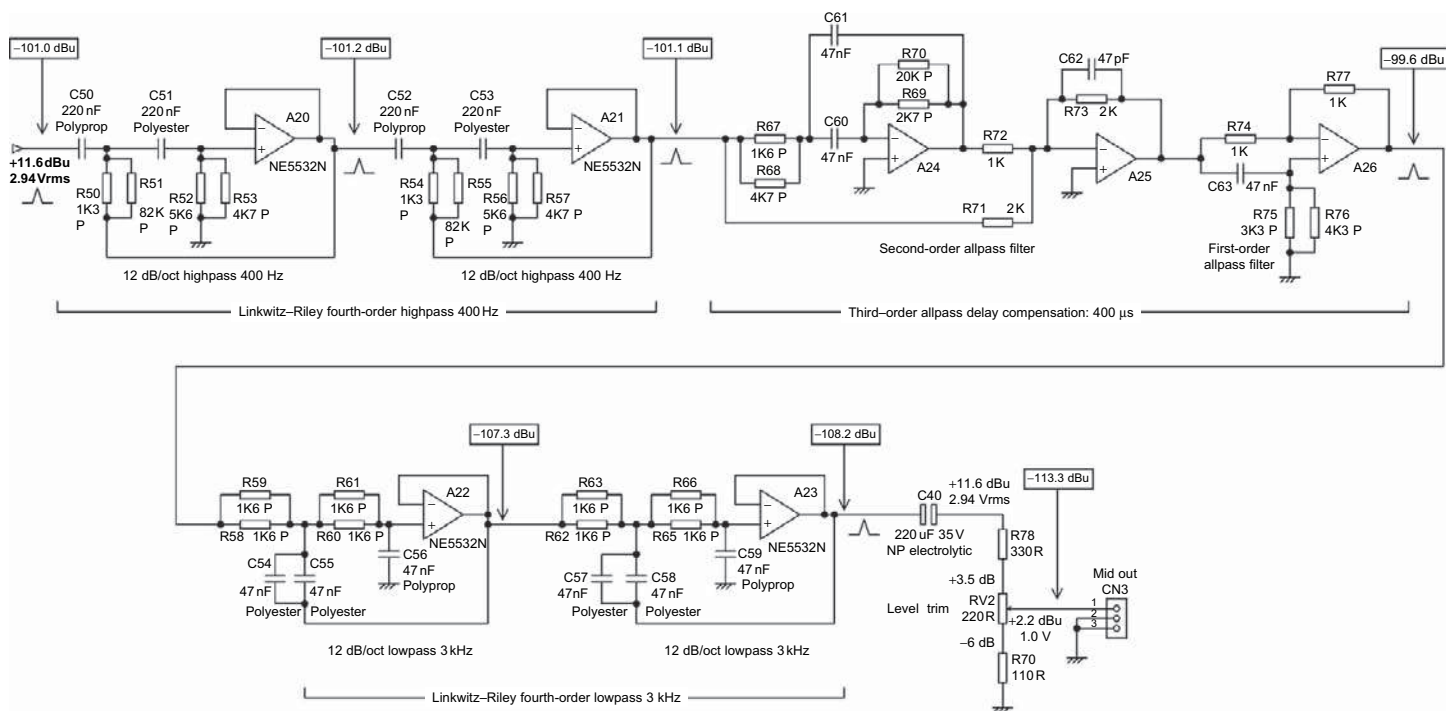 –101.0 dBu
–101.2 dBu
–101.1 dBu
–99.6 dBu
C50
220 nF
Polyprop
C51
220 nF
Polyester
A20
NE5532N
+11.6dBu
2.94Vrms
R50
1K3
P
R51
82K
P
R52
5K6
P
R53
4K7 P
12 dB/oct highpass 400 Hz
C52
220 nF
Polyprop
C53
220 nF
Polyester
A21
NE5532N
R54
1K3
P
R55
82K
P
R56
5K6
P
R57
4K7 P
12 dB/oct highpass 400 Hz
Linkwitz–Riley fourth-order highpass 400 Hz
C61
47nF
R70
20K P
R69
2K7 P
R67
1K6 P
R68
4K7 P
C60
47nF
A24
R72
1K
R71
2K
Second-order allpass filter
C62
47pF
R73
2K
A25
R74
1K
C63
47 nF
R77
1K
A26
R75
3K3 P
R76
4K3 P
First-order
allpass filter
Third–order allpass delay compensation: 400 μs
–107.3 dBu
–108.2 dBu
–113.3 dBu
R59
1K6 P
R58
1K6 P
R61
1K6 P
R60
1K6 P
A22
NE5532N
C54
47 nF
Polyester
C55
47 nF
Polyester
C56
47 nF
Polyprop
12 dB/oct lowpass 3 kHz
R63
1K6 P
R62
1K6 P
R66
1K6 P
R65
1K6 P
A23
NE5532N
C57
47nF
Polyester
C58
47 nF
Polyester
C59
47 nF
Polyprop
12 dB/oct lowpass 3 kHz
Linkwitz–Riley fourth-order lowpass 3 kHz
C40
220 uF 35 V
NP electrolytic
+11.6 dBu
2.94 Vrms
R78
330R
+3.5 dB
Level trim
RV2
220R
+2.2 dBu
1.0 V
–6 dB
R70
110R
Mid out
CN3
1
2
3